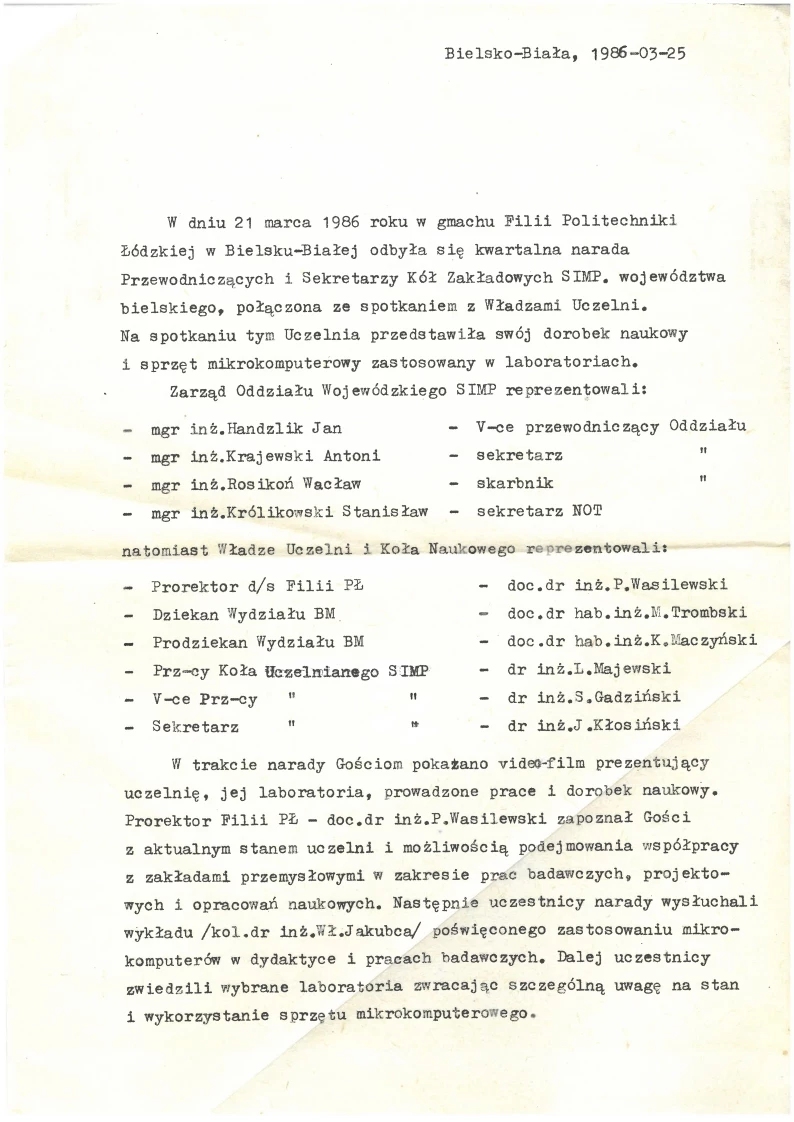 Bielsko-Biała, 1986-03-25
W dniu 21 marca 1986 roku w gmachu Filii Politechniki
Łódzkiej w Bielsku-Białej odbyła się kwartalna narada
Przewodniczących i Sekretarzy Kół Zakładowych SIMP. województwa
bielskiego, połączona ze spotkaniem z Władzami Uczelni.
Na spotkaniu tym Uczelnia przedstawiła swój dorobek naukowy
i sprzęt mikrokomputerowy zastosowany w laboratoriach.
Zarząd Oddziału Wojewódzkiego SIMP reprezentowali:
- mgr inż.Handzlik Jan - V-ce przewodniczący Oddziału
- mgr inż.Krajewski Antoni - sekretarz "
- mgr inż.Rosikoń Wacław - skarbnik "
- mgr inż.Królikowski Stanisław - sekretarz NOT
natomiast Władze Uczelni i Koła Naukowego reprezentowali:
- Prorektor d/s Filii PŁ - doc.dr inż.P.Wasilewski
- Dziekan Wydziału BM - doc.dr hab.inż.M.Trombski
- Prodziekan Wydziału BM - doc.dr hab.inż.K.Maczyński
- Prz-cy Koła Uczelnianego SIMP - dr inż.L.Majewski
- V-ce Prz-cy " " - dr inż.S.Gadziński
- Sekretarz " " - dr inż.J.Kłosiński
W trakcie narady Gościom pokazano video-film prezentujący
uczelnię, jej laboratoria, prowadzone prace i dorobek naukowy.
Prorektor Filii PŁ - doc.dr inż.P.Wasilewski zapoznał Gości
z aktualnym stanem uczelni i możliwością podejmowania współpracy
z zakładami przemysłowymi w zakresie prac badawczych, projekto-
wych i opracowań naukowych. Następnie uczestnicy narady wysłuchali
wykładu /kol.dr inż.Wł.Jakubca/ poświęconego zastosowaniu mikro-
komputerów w dydaktyce i pracach badawczych. Dalej uczestnicy
zwiedzili wybrane laboratoria zwracając szczególną uwagę na stan
i wykorzystanie sprzętu mikrokomputerowego.